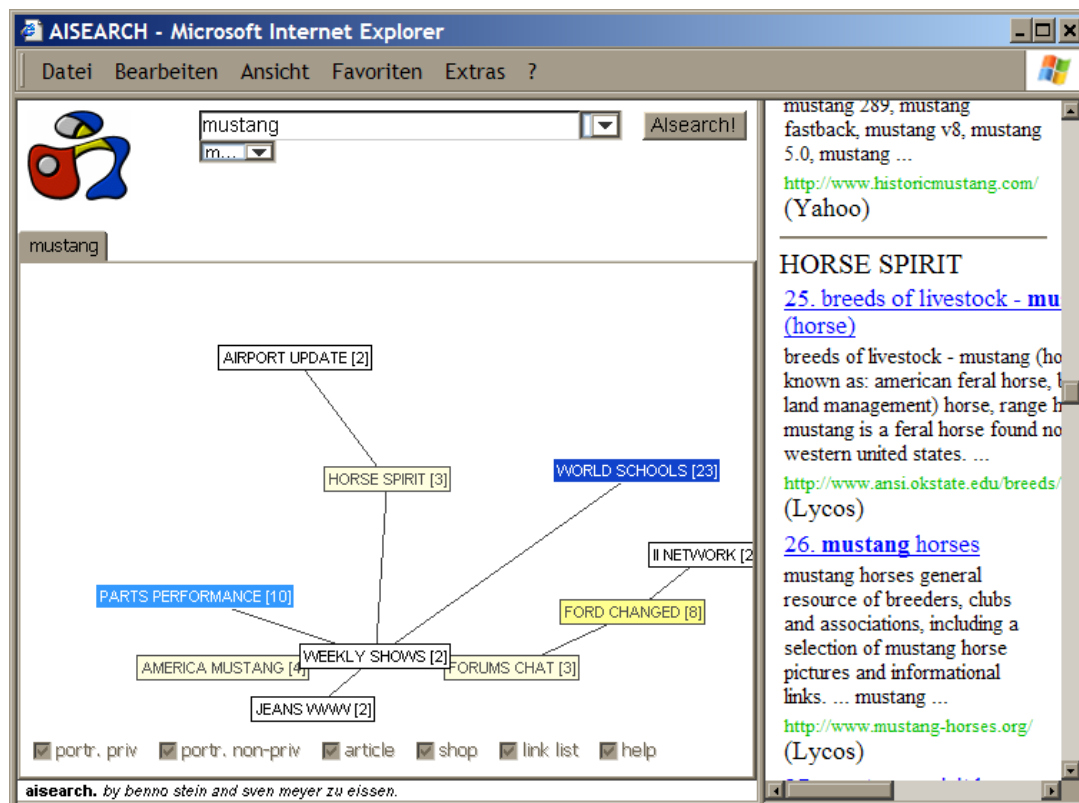 AISEARCH - Microsoft Internet Explorer
Datei Bearbeiten Ansicht Favoriten Extras ?
mustang
AIsearch!
m...
mustang
AIRPORT UPDATE [2]
HORSE SPIRIT [3]
WORLD SCHOOLS [23]
II NETWORK [2
PARTS PERFORMANCE [10]
FORD CHANGED [8]
WEEKLY SHOWS [2]
AMERICA MUSTANG [4]
FORUMS CHAT [3]
JEANS WWW [2]
portr. priv portr. non-priv article shop link list help
aisearch. by benno stein and sven meyer zu eissen.
mustang 289, mustang
fastback, mustang v8, mustang
5.0, mustang ...
http://www.historicmustang.com/
(Yahoo)
HORSE SPIRIT
25. breeds of livestock - mu
(horse)
breeds of livestock - mustang (ho
known as: american feral horse, b
land management) horse, range h
mustang is a feral horse found no
western united states. ...
http://www.ansi.okstate.edu/breeds/
(Lycos)
26. mustang horses
mustang horses general
resource of breeders, clubs
and associations, including a
selection of mustang horse
pictures and informational
links. ... mustang ...
http://www.mustang-horses.org/
(Lycos)